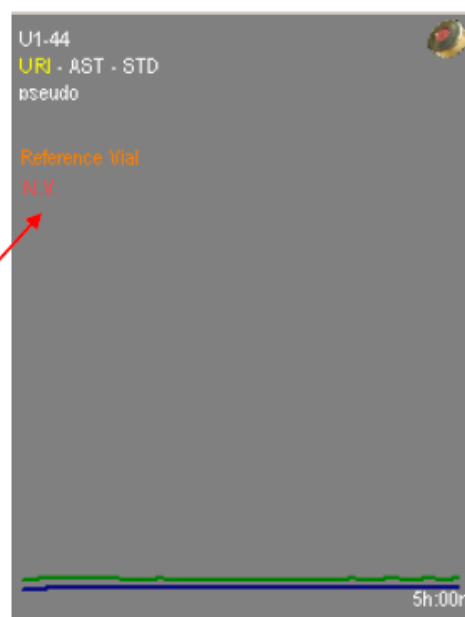 U1-44
URI - AST - STD
pseudo
Reference Vial
N.V.
5h:00